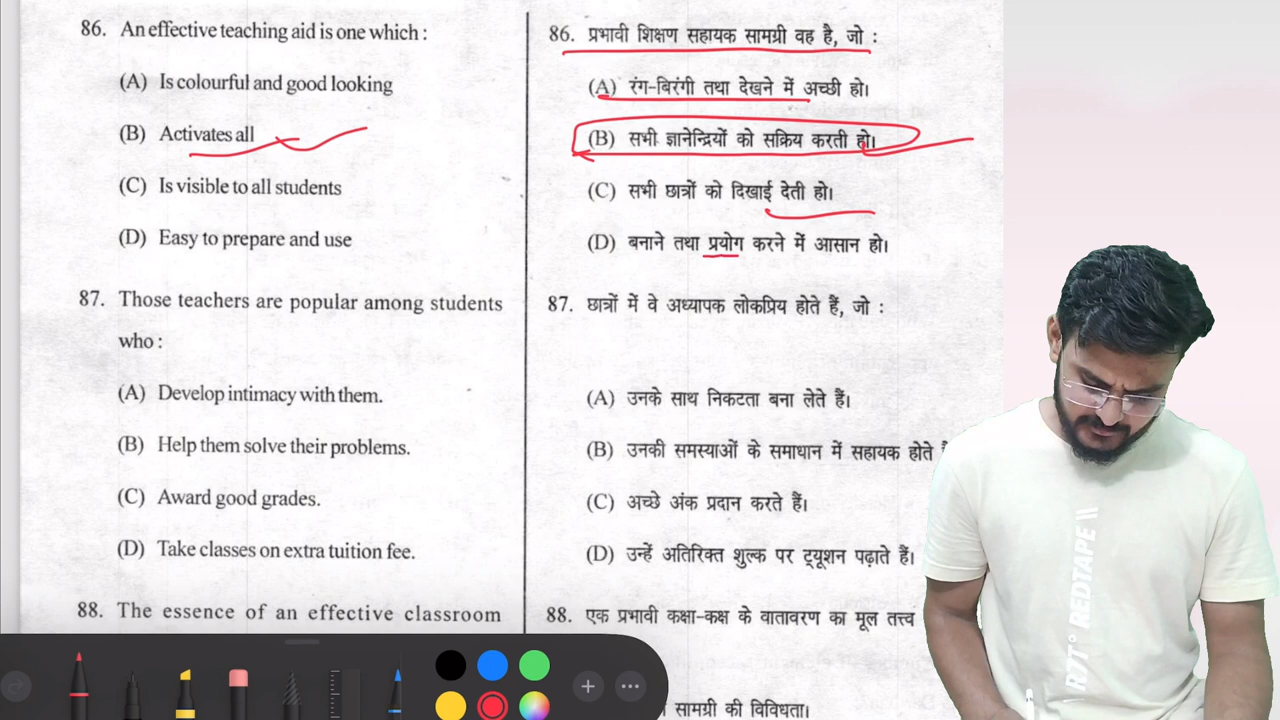 86. An effective teaching aid is one which :
(A) Is colourful and good looking
(B) Activates all
(C) Is visible to all students
(D) Easy to prepare and use
87. Those teachers are popular among students
who :
(A) Develop intimacy with them.
(B) Help them solve their problems.
(C) Award good grades.
(D) Take classes on extra tuition fee.
88. The essence of an effective classroom
86. प्रभावी शिक्षण सहायक सामग्री वह है, जो :
(A) रंग-बिरंगी तथा देखने में अच्छी हो।
(B) सभी ज्ञानेन्द्रियों को सक्रिय करती हो।
(C) सभी छात्रों को दिखाई देती हो।
(D) बनाने तथा प्रयोग करने में आसान हो।
87. छात्रों में वे अध्यापक लोकप्रिय होते हैं, जो :
(A) उनके साथ निकटता बना लेते हैं।
(B) उनकी समस्याओं के समाधान में सहायक होते
(C) अच्छे अंक प्रदान करते हैं।
(D) उन्हें अतिरिक्त शुल्क पर ट्यूशन पढ़ाते हैं।
88. एक प्रभावी कक्षा-कक्ष के वातावरण का मूल तत्त्व
सामग्री की विविधता।
RDT° REDTAPE